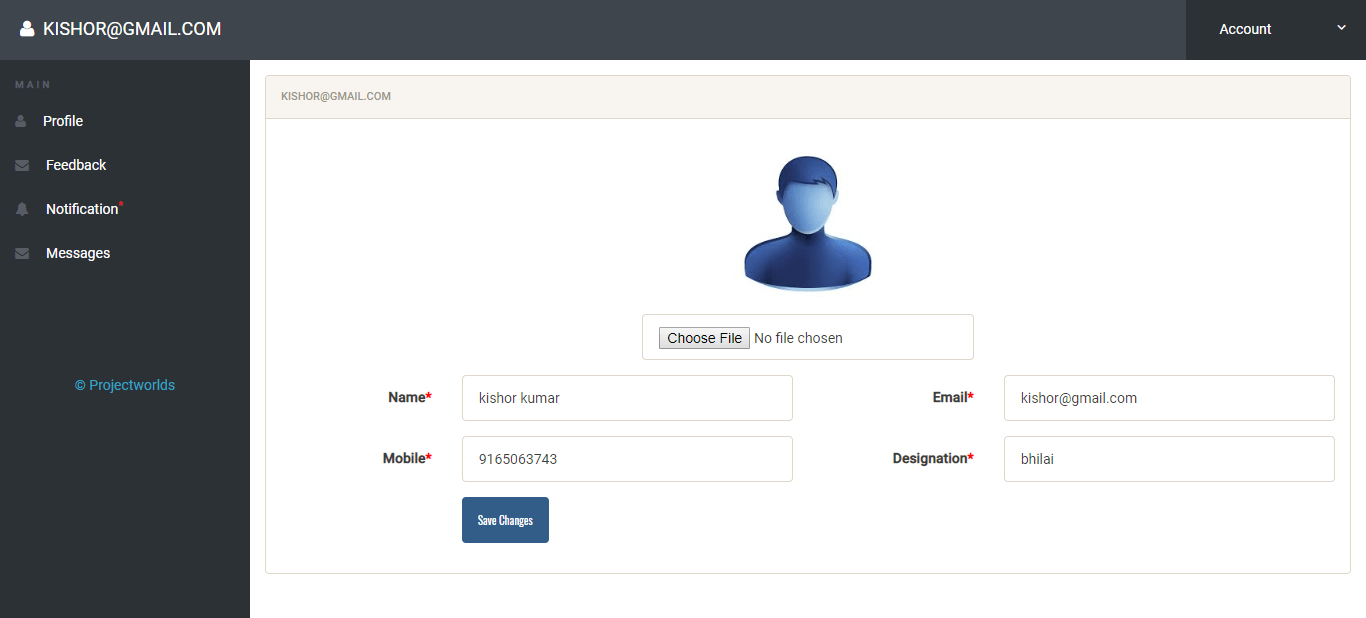 KISHOR@GMAIL.COM
Account
MAIN
Profile
Feedback
Notification*
Messages
© Projectworlds
KISHOR@GMAIL.COM
Choose File No file chosen
Name* kishor kumar Email* kishor@gmail.com
Mobile* 9165063743 Designation* bhilai
Save Changes